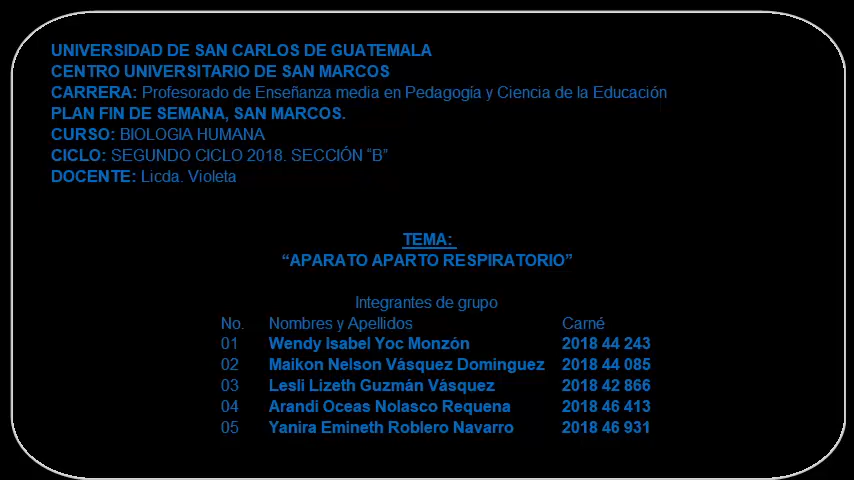 UNIVERSIDAD DE SAN CARLOS DE GUATEMALA
CENTRO UNIVERSITARIO DE SAN MARCOS
CARRERA: Profesorado de Enseñanza media en Pedagogía y Ciencia de la Educación
PLAN FIN DE SEMANA, SAN MARCOS.
CURSO: BIOLOGIA HUMANA
CICLO: SEGUNDO CICLO 2018. SECCIÓN “B”
DOCENTE: Licda. Violeta
TEMA:
“APARATO APARTO RESPIRATORIO”
Integrantes de grupo
No. Nombres y Apellidos Carné
01 Wendy Isabel Yoc Monzón 2018 44 243
02 Maikon Nelson Vásquez Domínguez 2018 44 085
03 Lesli Lizeth Guzmán Vásquez 2018 42 866
04 Arandi Oceas Nolasco Requena 2018 46 413
05 Yanira Emineth Roblero Navarro 2018 46 931